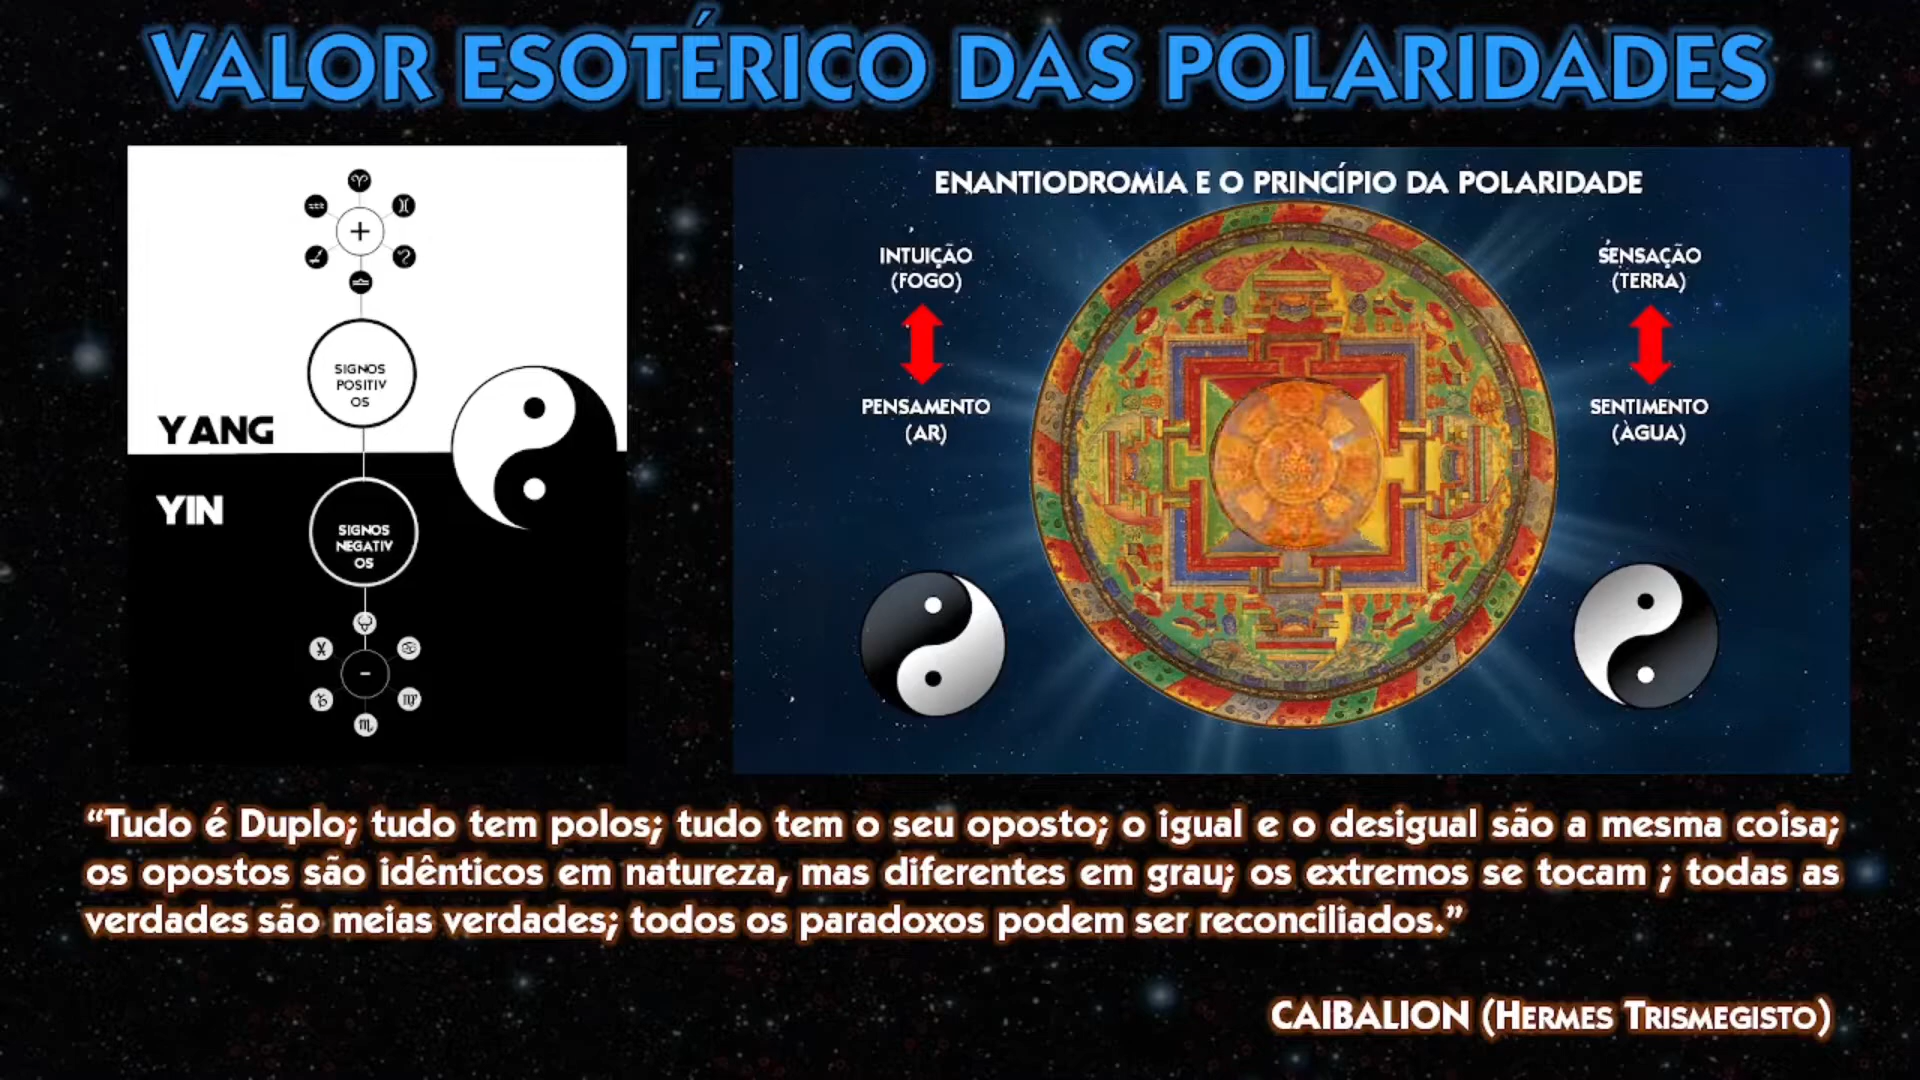 VALOR ESOTÉRICO DAS POLARIDADES
+
SIGNOS
POSITIV
OS
YANG
YIN
SIGNOS
NEGATIV
OS
-
ENANTIODROMIA E O PRINCÍPIO DA POLARIDADE
INTUIÇÃO
(FOGO)
PENSAMENTO
(AR)
SENSAÇÃO
(TERRA)
SENTIMENTO
(ÀGUA)
“Tudo é Duplo; tudo tem polos; tudo tem o seu oposto; o igual e o desigual são a mesma coisa;
os opostos são idênticos em natureza, mas diferentes em grau; os extremos se tocam ; todas as
verdades são meias verdades; todos os paradoxos podem ser reconciliados.”
CAIBALION (HERMES TRISMEGISTO)